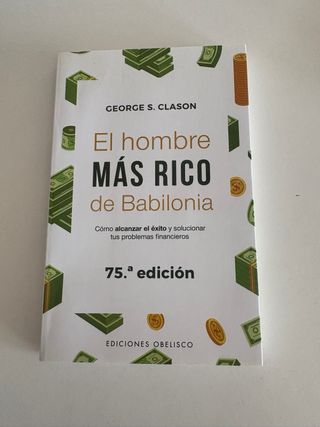 GEORGE S. CLASON
El hombre
MÁS RICO
de Babilonia
Cómo alcanzar el éxito y solucionar
tus problemas financieros
75.ª edición
EDICIONES OBELISCO